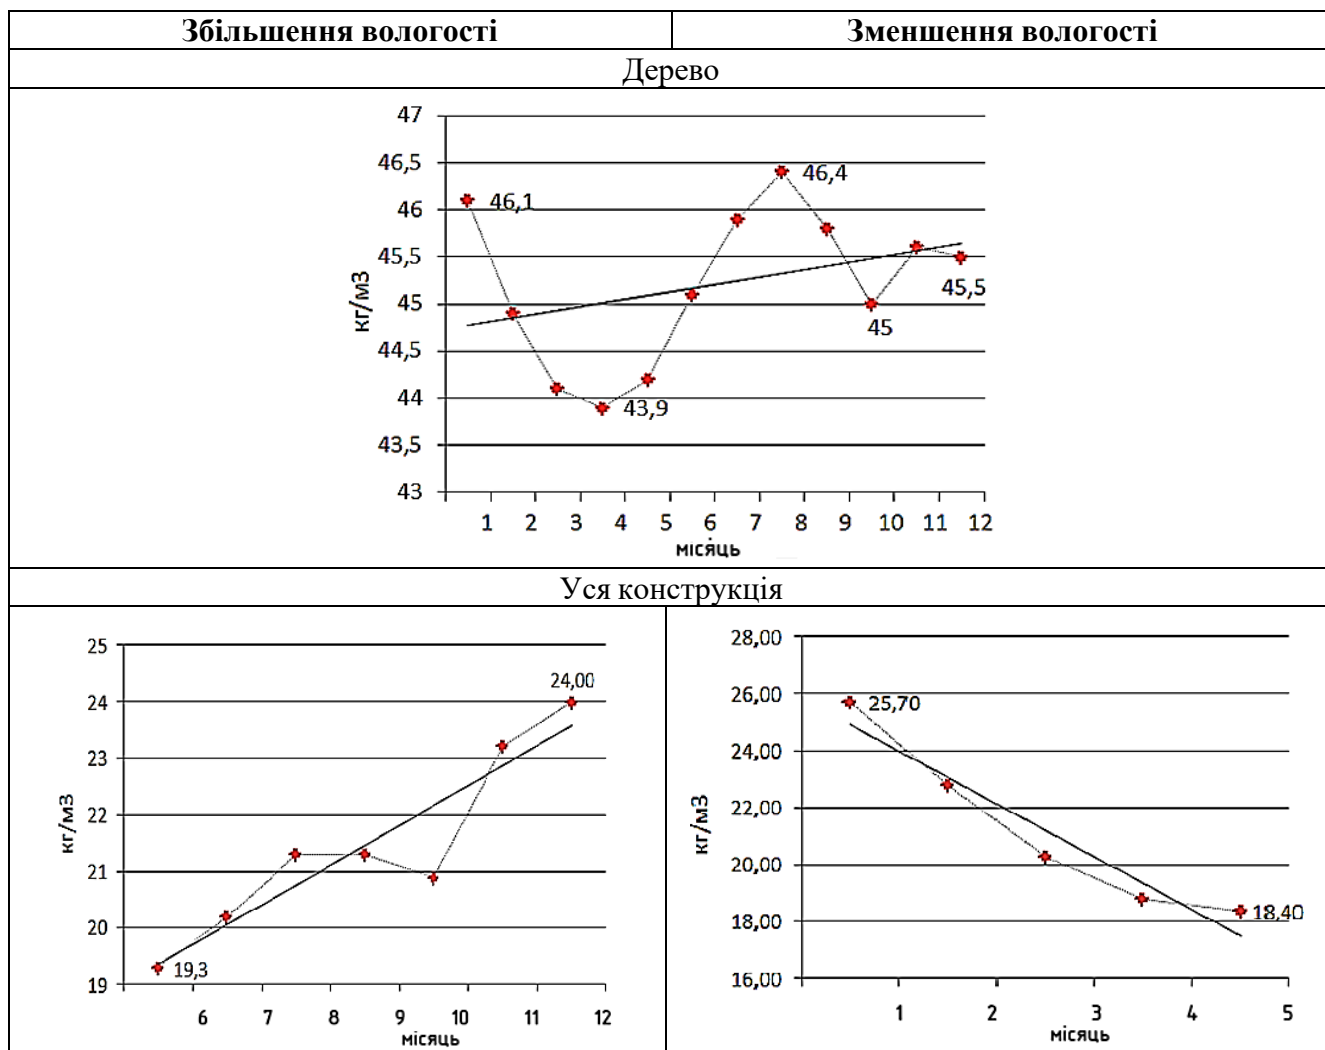 Збільшення вологості Зменшення вологості
Дерево
47
46,5
46
45,5
45
44,5
44
43,5
43
кг/м3
46,1
43,9
46,4
45
45,5
1 2 3 4 5 6 7 8 9 10 11 12
місяць
Уся конструкція
25
24
23
22
21
20
19
кг/м3
19,3
24,00
6 7 8 9 10 11 12
місяць
28,00
26,00
24,00
22,00
20,00
18,00
16,00
кг/м3
25,70
18,40
1 2 3 4 5
місяць